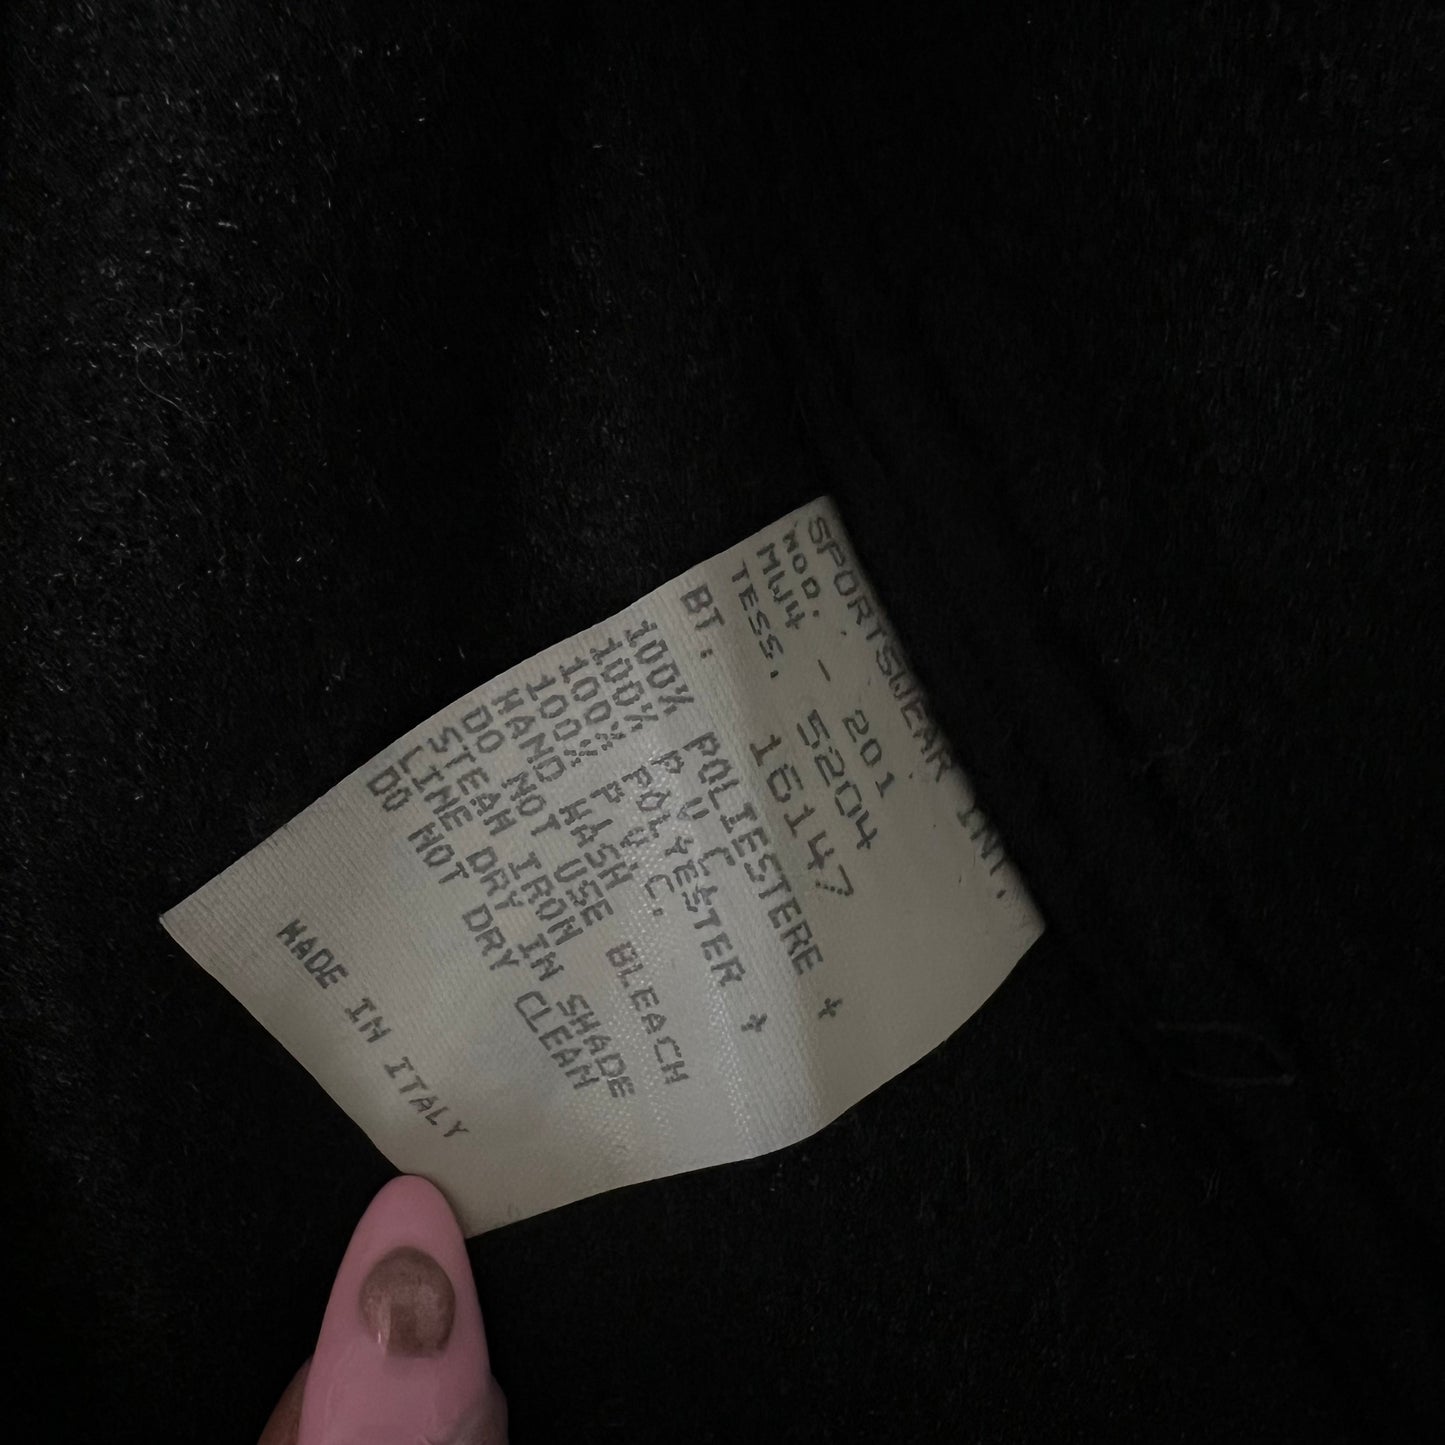 SPORTSWEAR INT.
MOD. 201
MW4 - 5204
TESS. 16147
BT.
100% POLIESTERE +
100% P U C
100% POLYESTER +
100% P.U.C.
HAND WASH
DO NOT USE BLEACH
STEAM IRON
LINE DRY IN SHADE
DO NOT DRY CLEAN
MADE IN ITALY